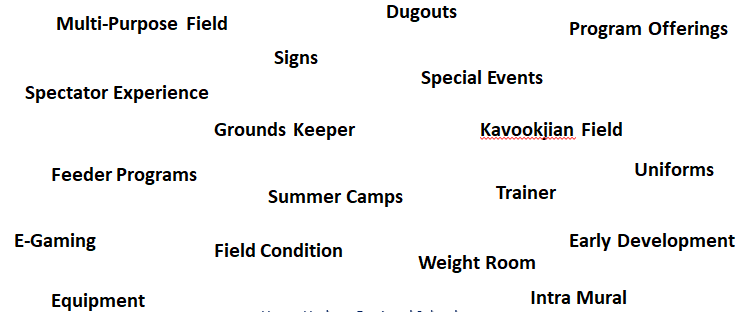 Dugouts
Multi-Purpose Field
Program Offerings
Signs
Special Events
Spectator Experience
Grounds Keeper
Kavookjian Field
Uniforms
Feeder Programs
Trainer
Summer Camps
E-Gaming
Early Development
Field Condition
Weight Room
Intra Mural
Equipment